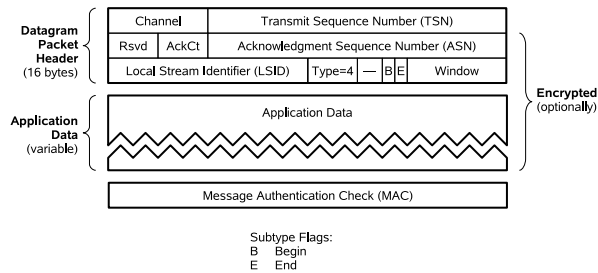 Datagram
Packet
Header
(16 bytes)
Channel
Transmit Sequence Number (TSN)
Rsvd
AckCt
Acknowledgment Sequence Number (ASN)
Local Stream Identifier (LSID)
Type=4
—
B
E
Window
Application
Data
(variable)
Application Data
Encrypted
(optionally)
Message Authentication Check (MAC)
Subtype Flags:
B Begin
E End